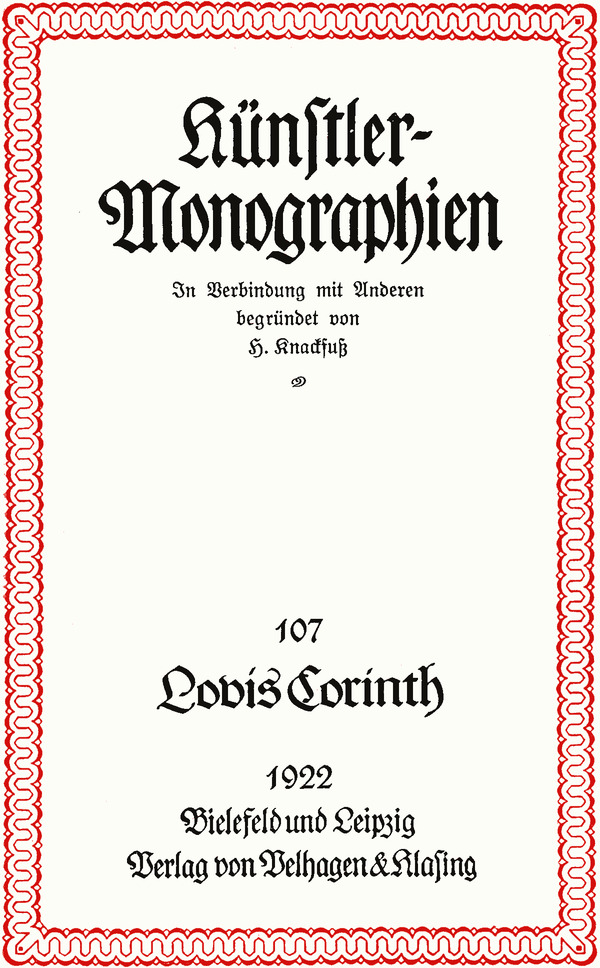 Künſtler-
Monographien
In Verbindung mit Anderen
begründet von
H. Knackfuß
107
Lovis Corinth
1922
Bielefeld und Leipzig
Verlag von Velhagen & Klaſing